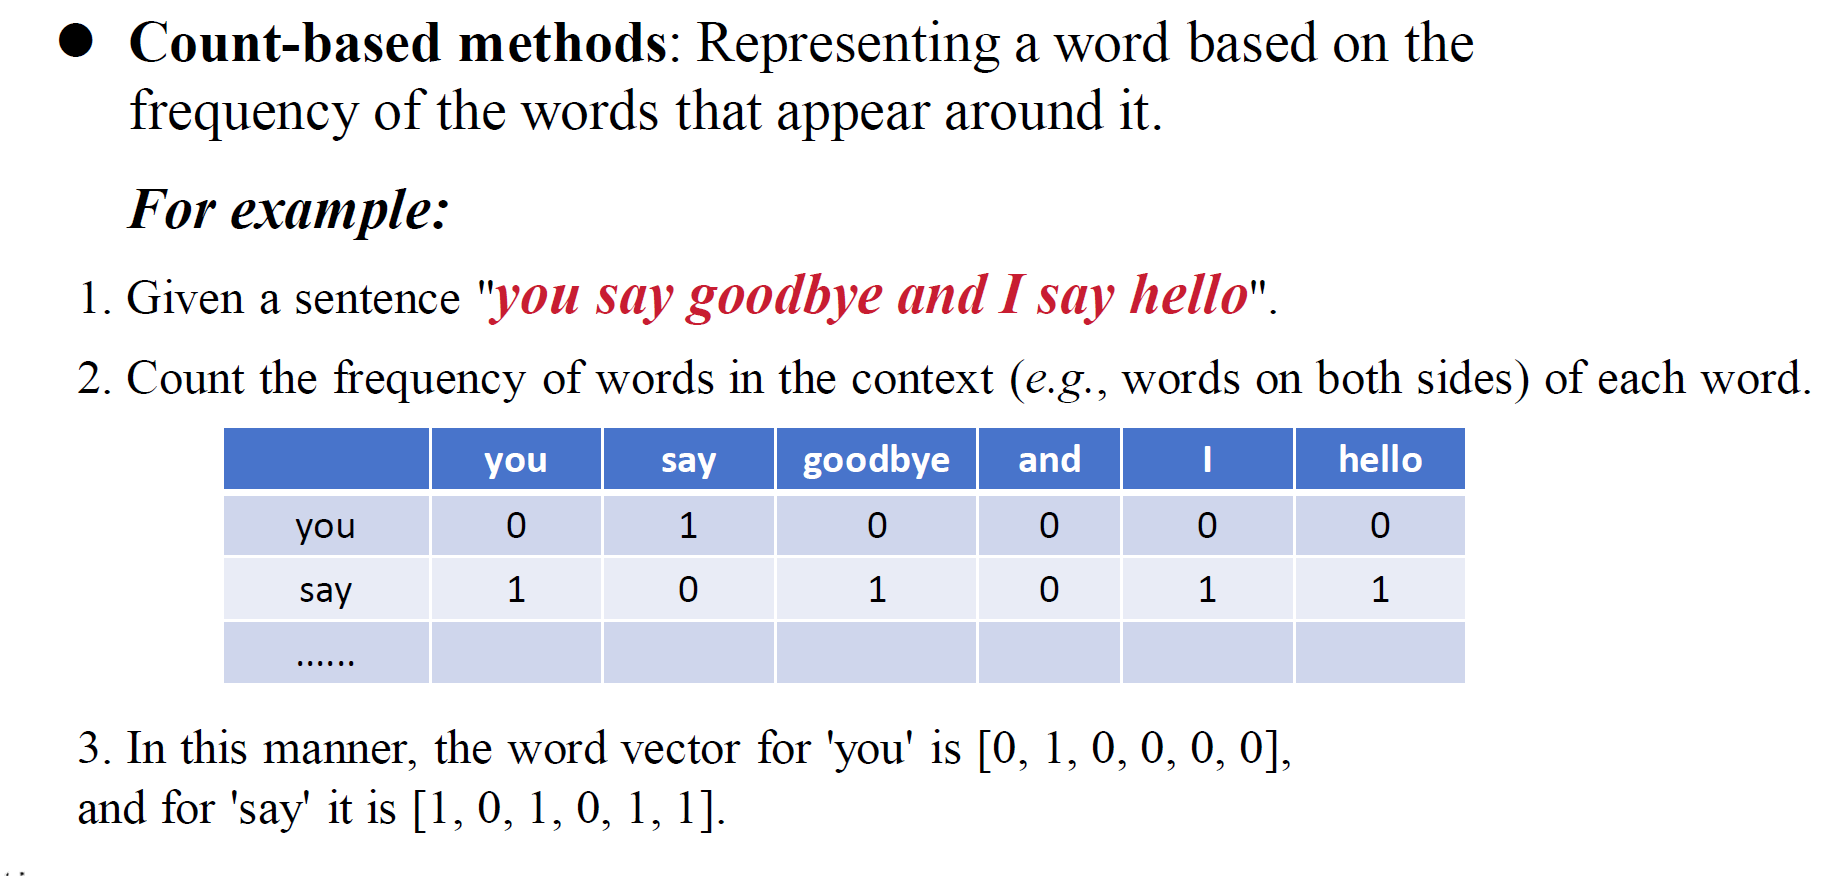 ● Count-based methods: Representing a word based on the
frequency of the words that appear around it.
For example:
1. Given a sentence "you say goodbye and I say hello".
2. Count the frequency of words in the context (e.g., words on both sides) of each word.
you say goodbye and I hello
you 0 1 0 0 0 0
say 1 0 1 0 1 1
......
3. In this manner, the word vector for 'you' is [0, 1, 0, 0, 0, 0],
and for 'say' it is [1, 0, 1, 0, 1, 1].